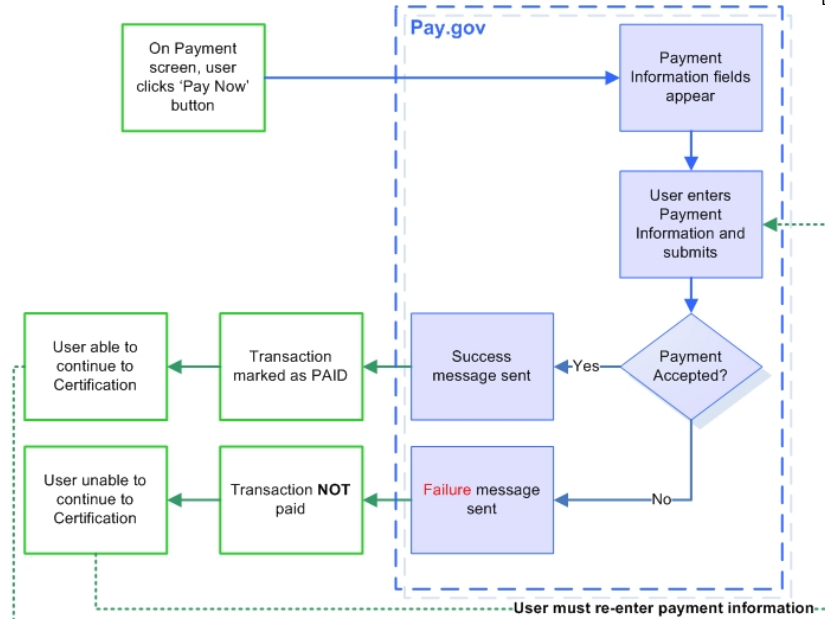 Pay.gov
On Payment
screen, user
clicks ‘Pay Now’
button
Payment
Information fields
appear
User enters
Payment
Information and
submits
Payment
Accepted?
Yes
Success
message sent
Transaction
marked as PAID
User able to
continue to
Certification
No
Failure message
sent
Transaction NOT
paid
User unable to
continue to
Certification
User must re-enter payment information